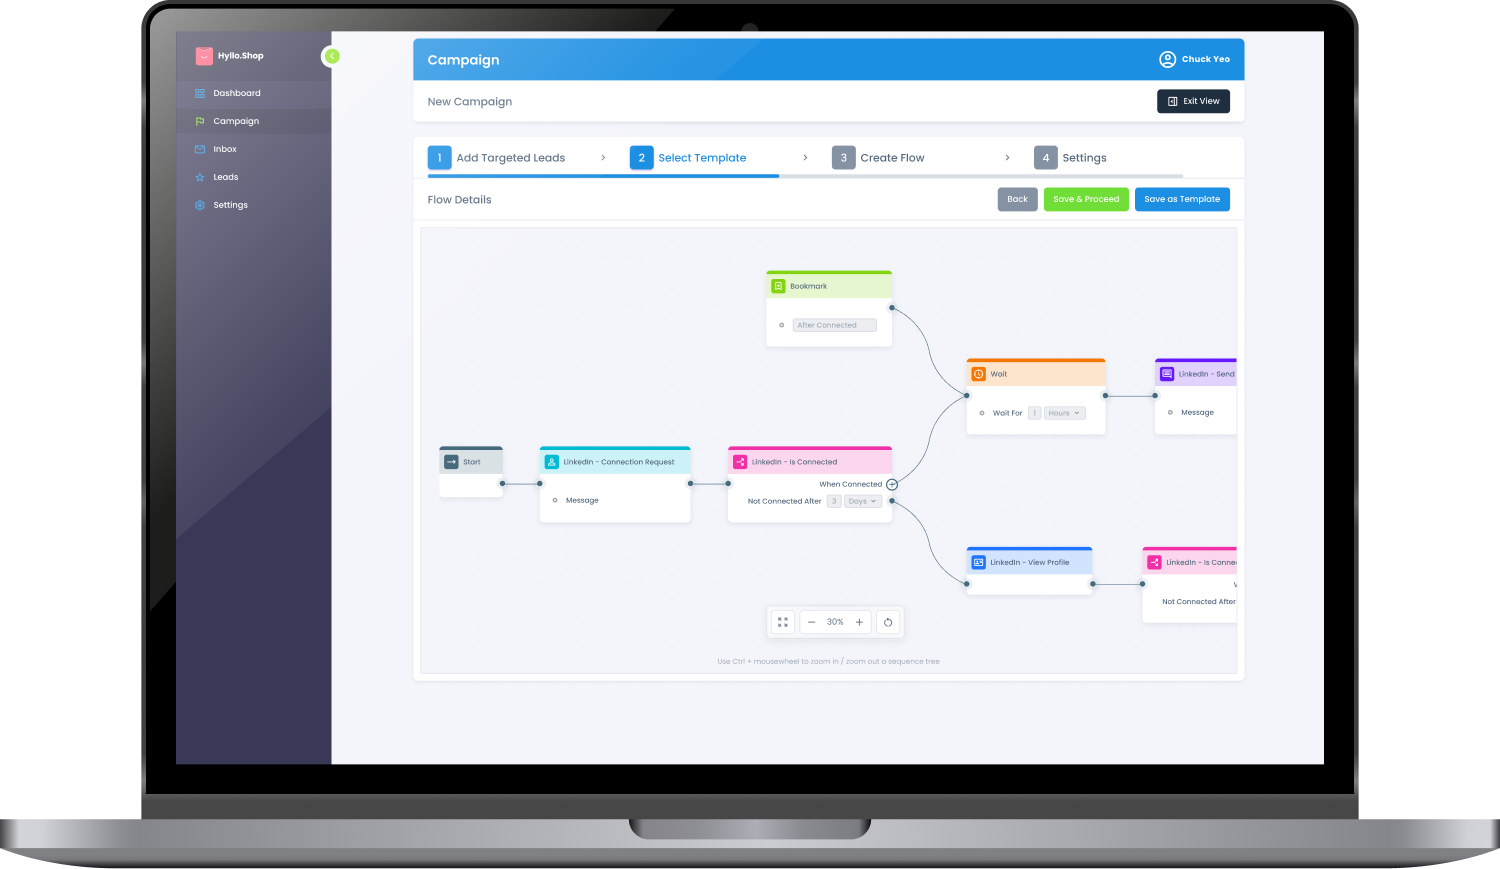 Hyllo.Shop
Dashboard
Campaign
Inbox
Leads
Settings
Campaign
Chuck Yeo
New Campaign
Exit View
1 Add Targeted Leads
2 Select Template
3 Create Flow
4 Settings
Flow Details
Back
Save & Proceed
Save as Template
Bookmark
After Connected
Wait
Wait For 1 Hours
LinkedIn - Send
Message
Start
LinkedIn - Connection Request
Message
LinkedIn - Is Connected
When Connected
Not Connected After 3 Days
LinkedIn - View Profile
LinkedIn - Is Connec
Not Connected After
30%
Use Ctrl + mousewheel to zoom in / zoom out a sequence tree